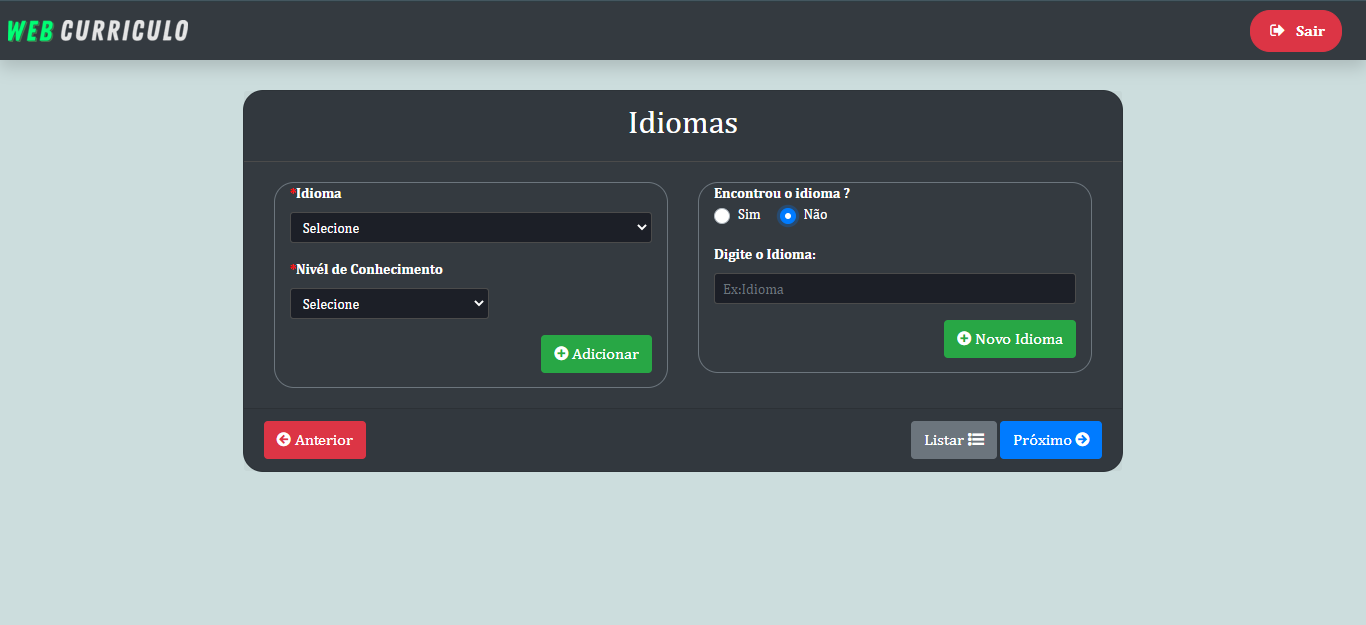 WEB CURRICULO
Sair
Idiomas
*Idioma
Selecione
*Nivél de Conhecimento
Selecione
Adicionar
Encontrou o idioma ?
Sim Não
Digite o Idioma:
Ex:Idioma
Novo Idioma
Anterior
Listar
Próximo